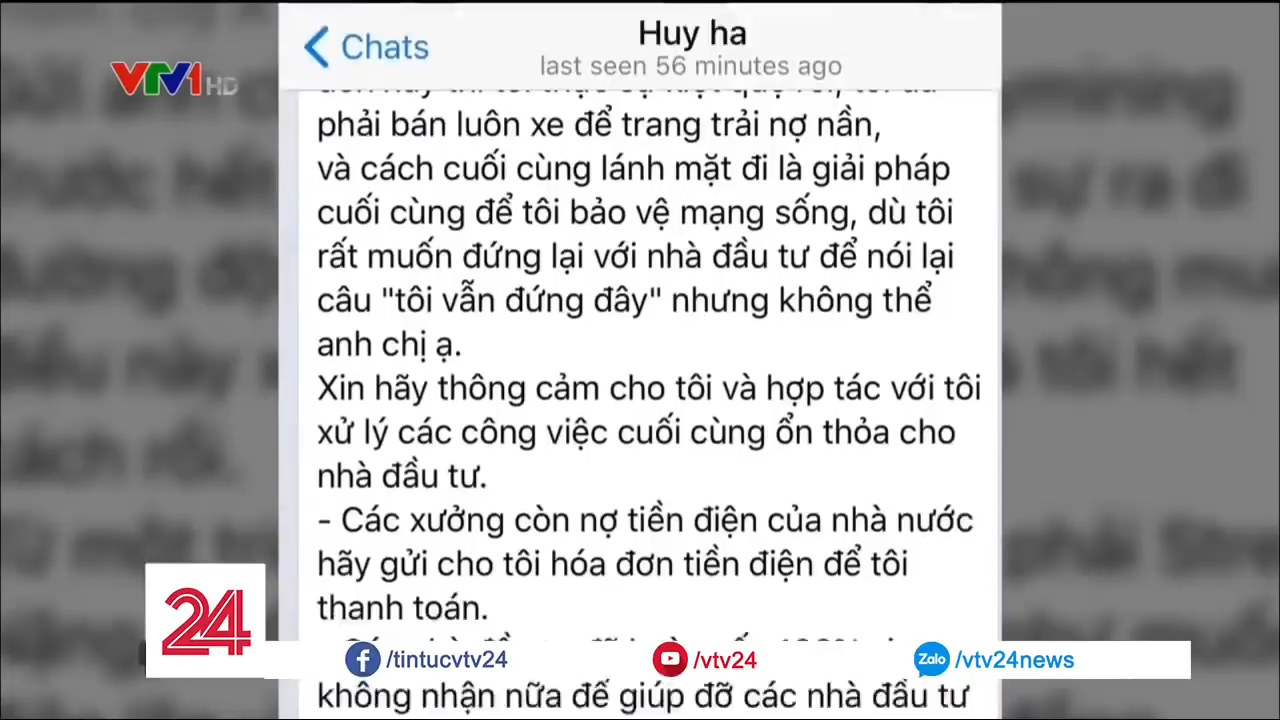 Huy ha
Chats
last seen 56 minutes ago
VTV1 HD
phải bán luôn xe để trang trải nợ nần,
và cách cuối cùng lánh mặt đi là giải pháp
cuối cùng để tôi bảo vệ mạng sống, dù tôi
rất muốn đứng lại với nhà đầu tư để nói lại
câu "tôi vẫn đứng đây" nhưng không thể
anh chị ạ.
Xin hãy thông cảm cho tôi và hợp tác với tôi
xử lý các công việc cuối cùng ổn thỏa cho
nhà đầu tư.
- Các xưởng còn nợ tiền điện của nhà nước
hãy gửi cho tôi hóa đơn tiền điện để tôi
thanh toán.
24
/tintucvtv24
/vtv24
Zalo /vtv24news
không nhận nữa để giúp đỡ các nhà đầu tư